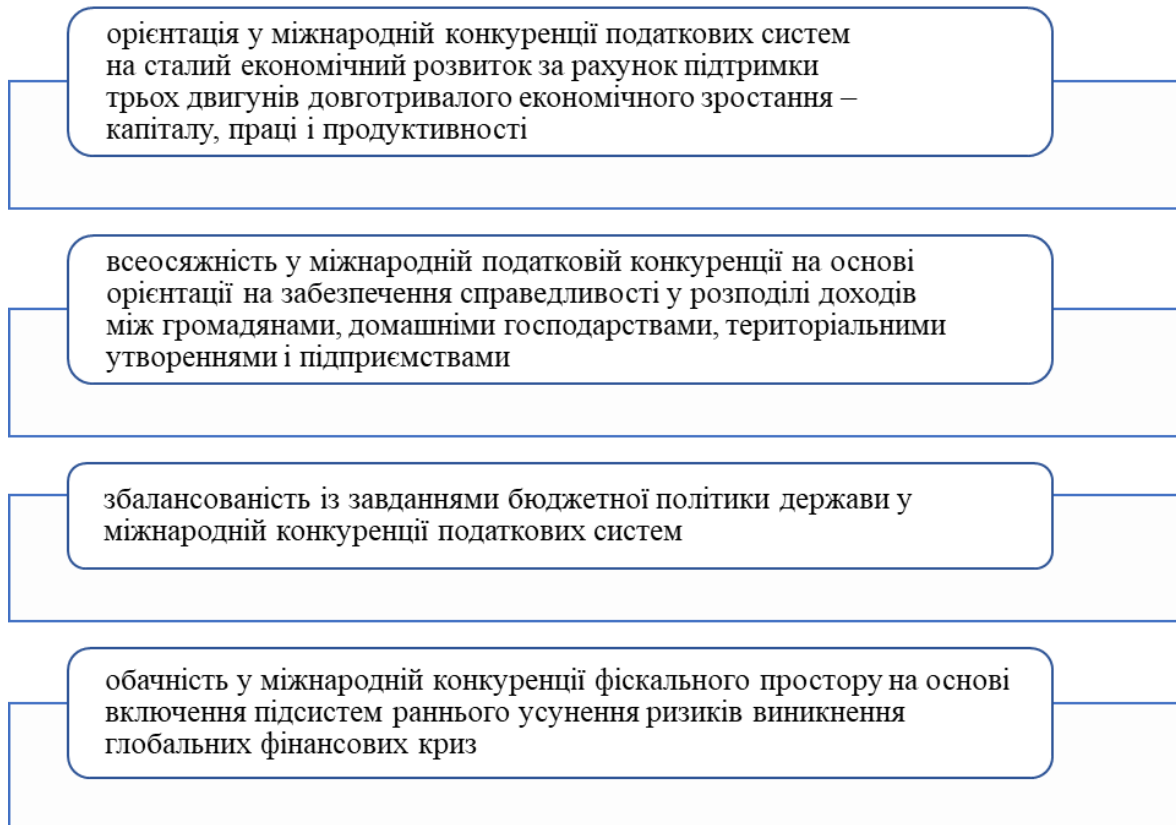 орієнтація у міжнародній конкуренції податкових систем
на сталий економічний розвиток за рахунок підтримки
трьох двигунів довготривалого економічного зростання –
капіталу, праці і продуктивності
всеосяжність у міжнародній податковій конкуренції на основі
орієнтації на забезпечення справедливості у розподілі доходів
між громадянами, домашніми господарствами, територіальними
утвореннями і підприємствами
збалансованість із завданнями бюджетної політики держави у
міжнародній конкуренції податкових систем
обачність у міжнародній конкуренції фіскального простору на основі
включення підсистем раннього усунення ризиків виникнення
глобальних фінансових криз